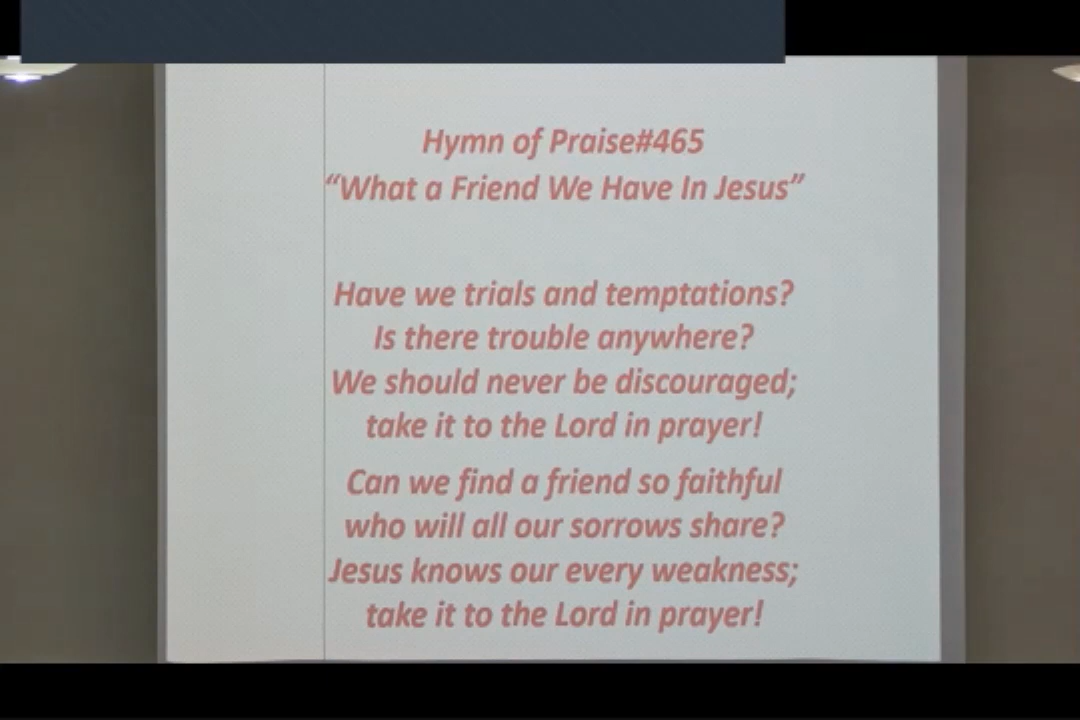 Hymn of Praise#465
“What a Friend We Have In Jesus”
Have we trials and temptations?
Is there trouble anywhere?
We should never be discouraged;
take it to the Lord in prayer!
Can we find a friend so faithful
who will all our sorrows share?
Jesus knows our every weakness;
take it to the Lord in prayer!